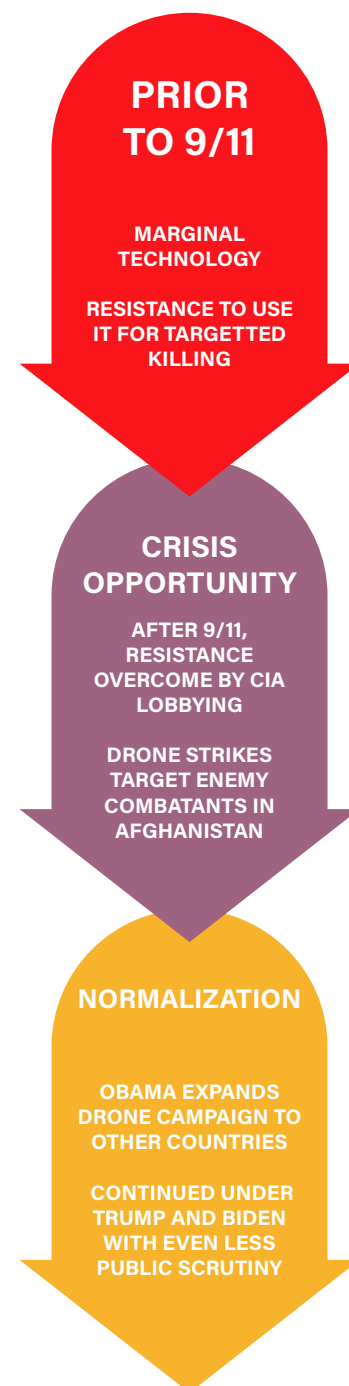 PRIOR
TO 9/11
MARGINAL
TECHNOLOGY
RESISTANCE TO USE
IT FOR TARGETTED
KILLING
CRISIS
OPPORTUNITY
AFTER 9/11,
RESISTANCE
OVERCOME BY CIA
LOBBYING
DRONE STRIKES
TARGET ENEMY
COMBATANTS IN
AFGHANISTAN
NORMALIZATION
OBAMA EXPANDS
DRONE CAMPAIGN TO
OTHER COUNTRIES
CONTINUED UNDER
TRUMP AND BIDEN
WITH EVEN LESS
PUBLIC SCRUTINY